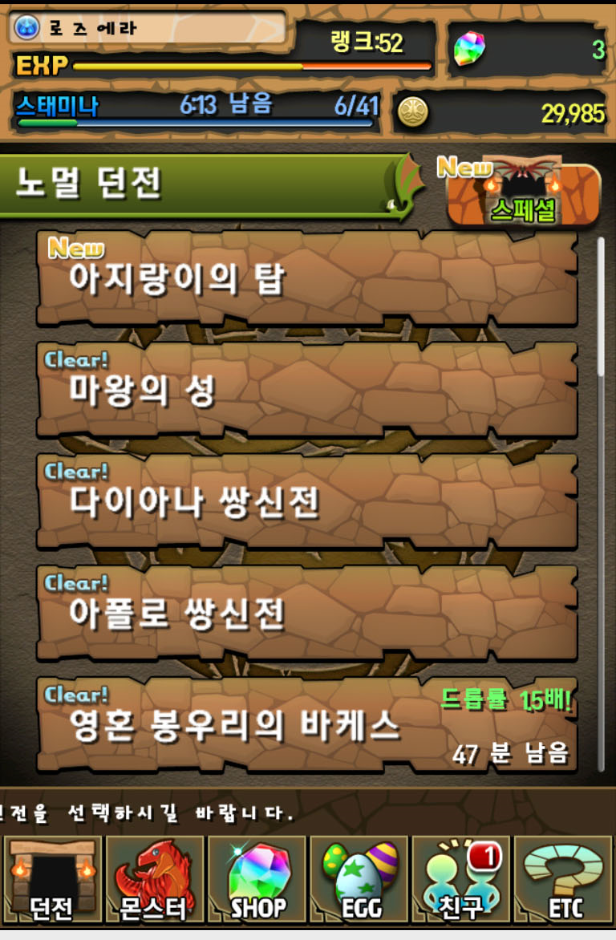 로즈에라
랭크:52
3
EXP
스태미나 6:13 남음 6/41
29,985
노멀 던전
New
스페셜
New
아지랑이의 탑
Clear!
마왕의 성
Clear!
다이아나 쌍신전
Clear!
아폴로 쌍신전
Clear!
드롭률 1.5배!
영혼 봉우리의 바케스
47 분 남음
전을 선택하시길 바랍니다.
던전
몬스터
SHOP
EGG
1
친구
ETC